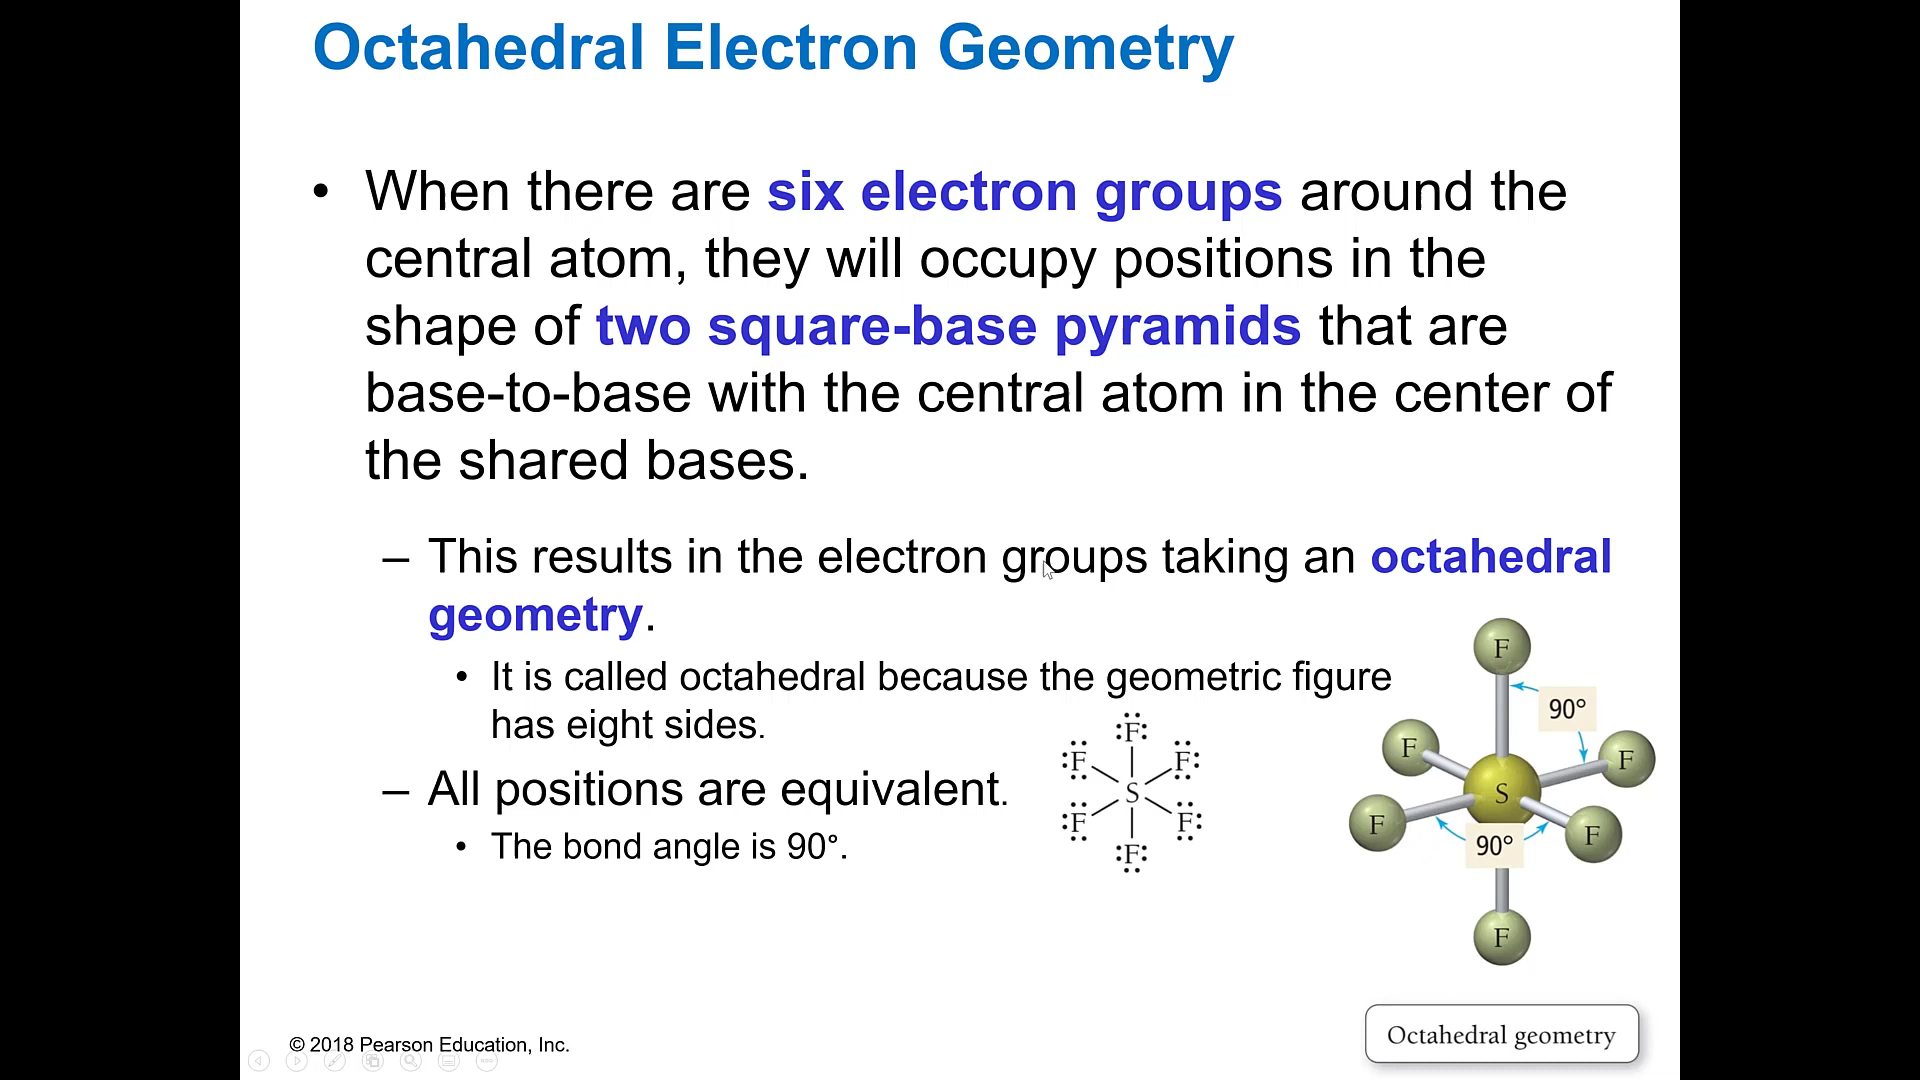 Octahedral Electron Geometry
• When there are six electron groups around the
central atom, they will occupy positions in the
shape of two square-base pyramids that are
base-to-base with the central atom in the center of
the shared bases.
– This results in the electron groups taking an octahedral
geometry.
• It is called octahedral because the geometric figure
has eight sides.
– All positions are equivalent.
• The bond angle is 90°.
F
F
F
S
F
F
F
F
90°
F
F
S
F
90°
F
F
Octahedral geometry
© 2018 Pearson Education, Inc.